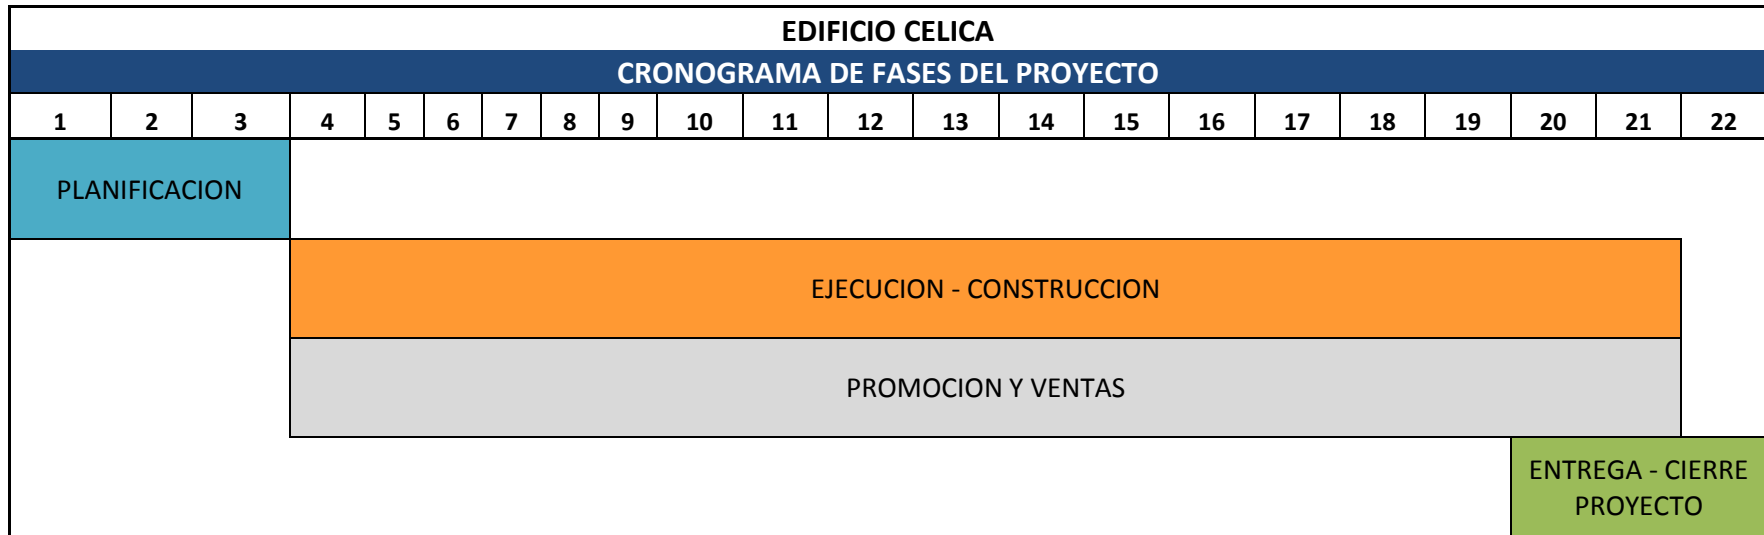 EDIFICIO CELICA
CRONOGRAMA DE FASES DEL PROYECTO
1 2 3 4 5 6 7 8 9 10 11 12 13 14 15 16 17 18 19 20 21 22
PLANIFICACION
EJECUCION - CONSTRUCCION
PROMOCION Y VENTAS
ENTREGA - CIERRE
PROYECTO